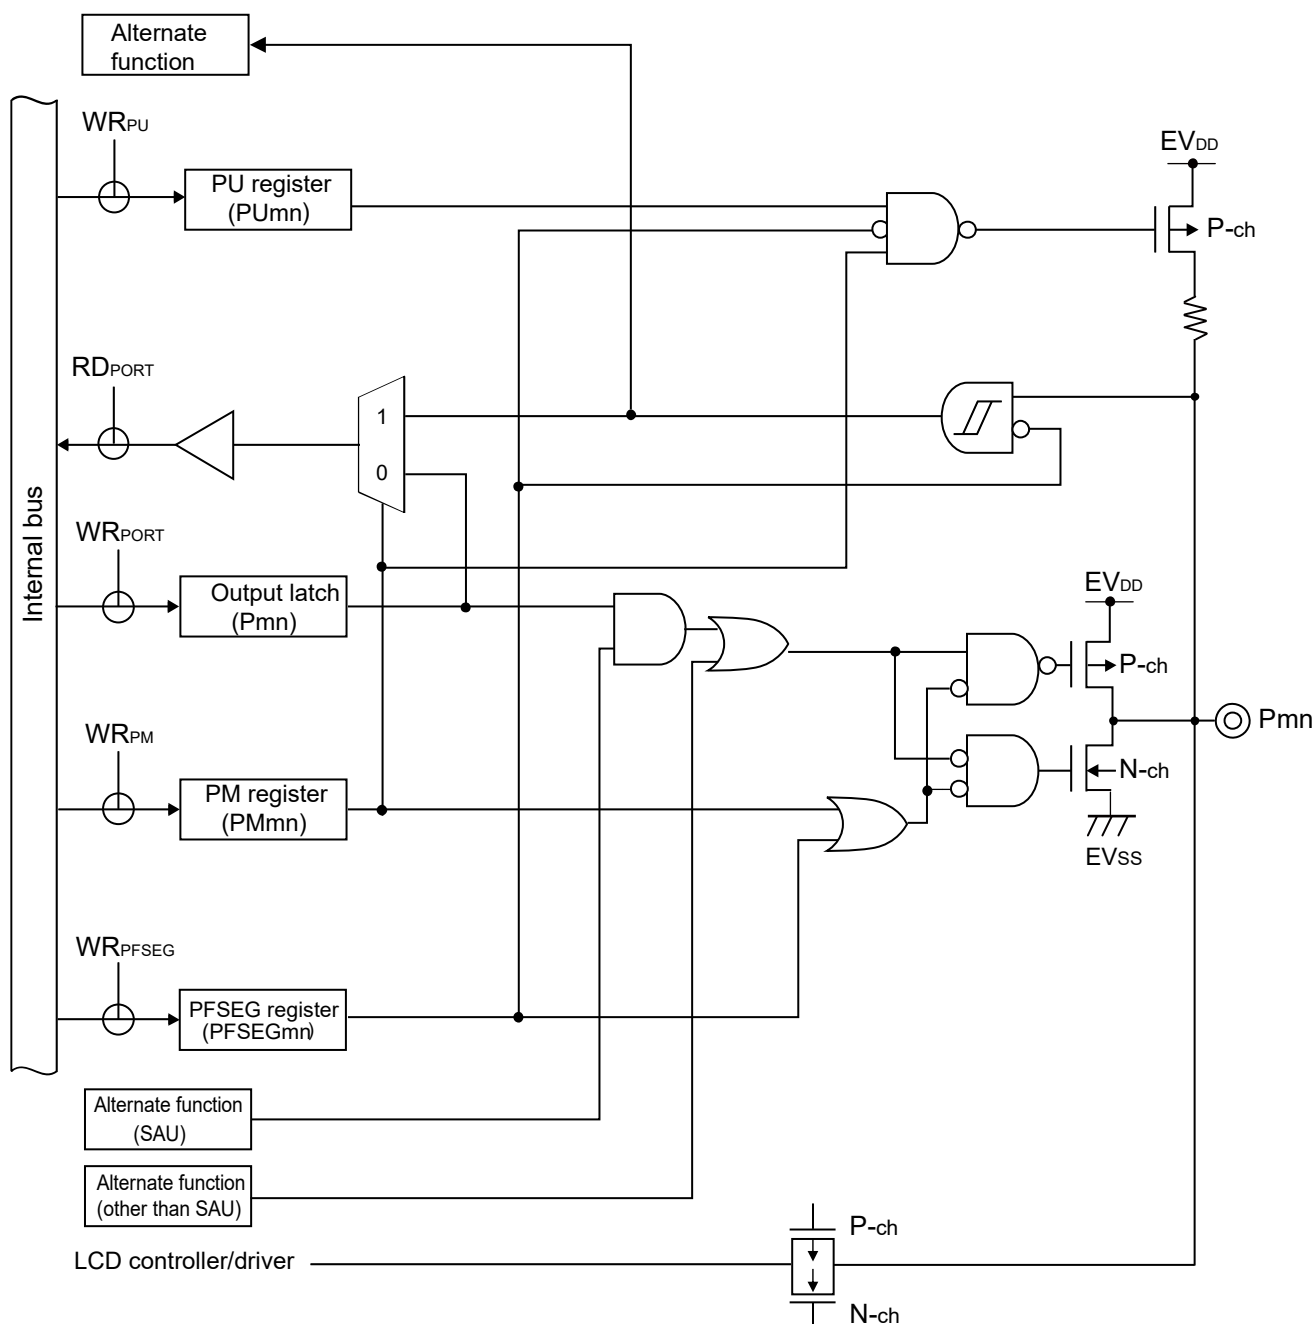 Alternate
function
WRPU
PU register
(PUmn)
EVDD
P-ch
RDPORT
1
0
Internal bus
WRPORT
Output latch
(Pmn)
EVDD
P-ch
Pmn
WRPM
PM register
(PMmn)
N-ch
EVSS
WRPFSEG
PFSEG register
(PFSEGmn)
Alternate function
(SAU)
Alternate function
(other than SAU)
P-ch
LCD controller/driver
N-ch